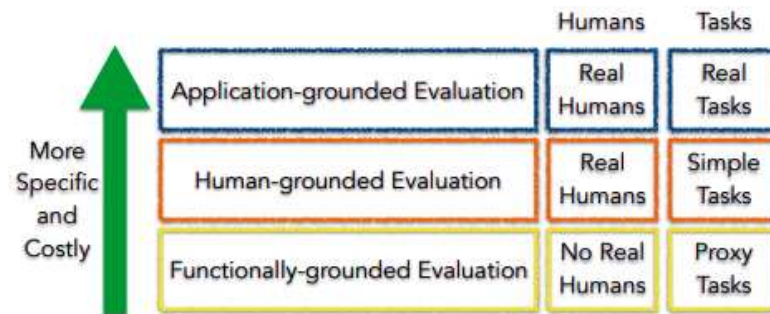 Humans Tasks
Application-grounded Evaluation
Real
Humans
Real
Tasks
More
Specific
and
Costly
Human-grounded Evaluation
Real
Humans
Simple
Tasks
Functionally-grounded Evaluation
No Real
Humans
Proxy
Tasks